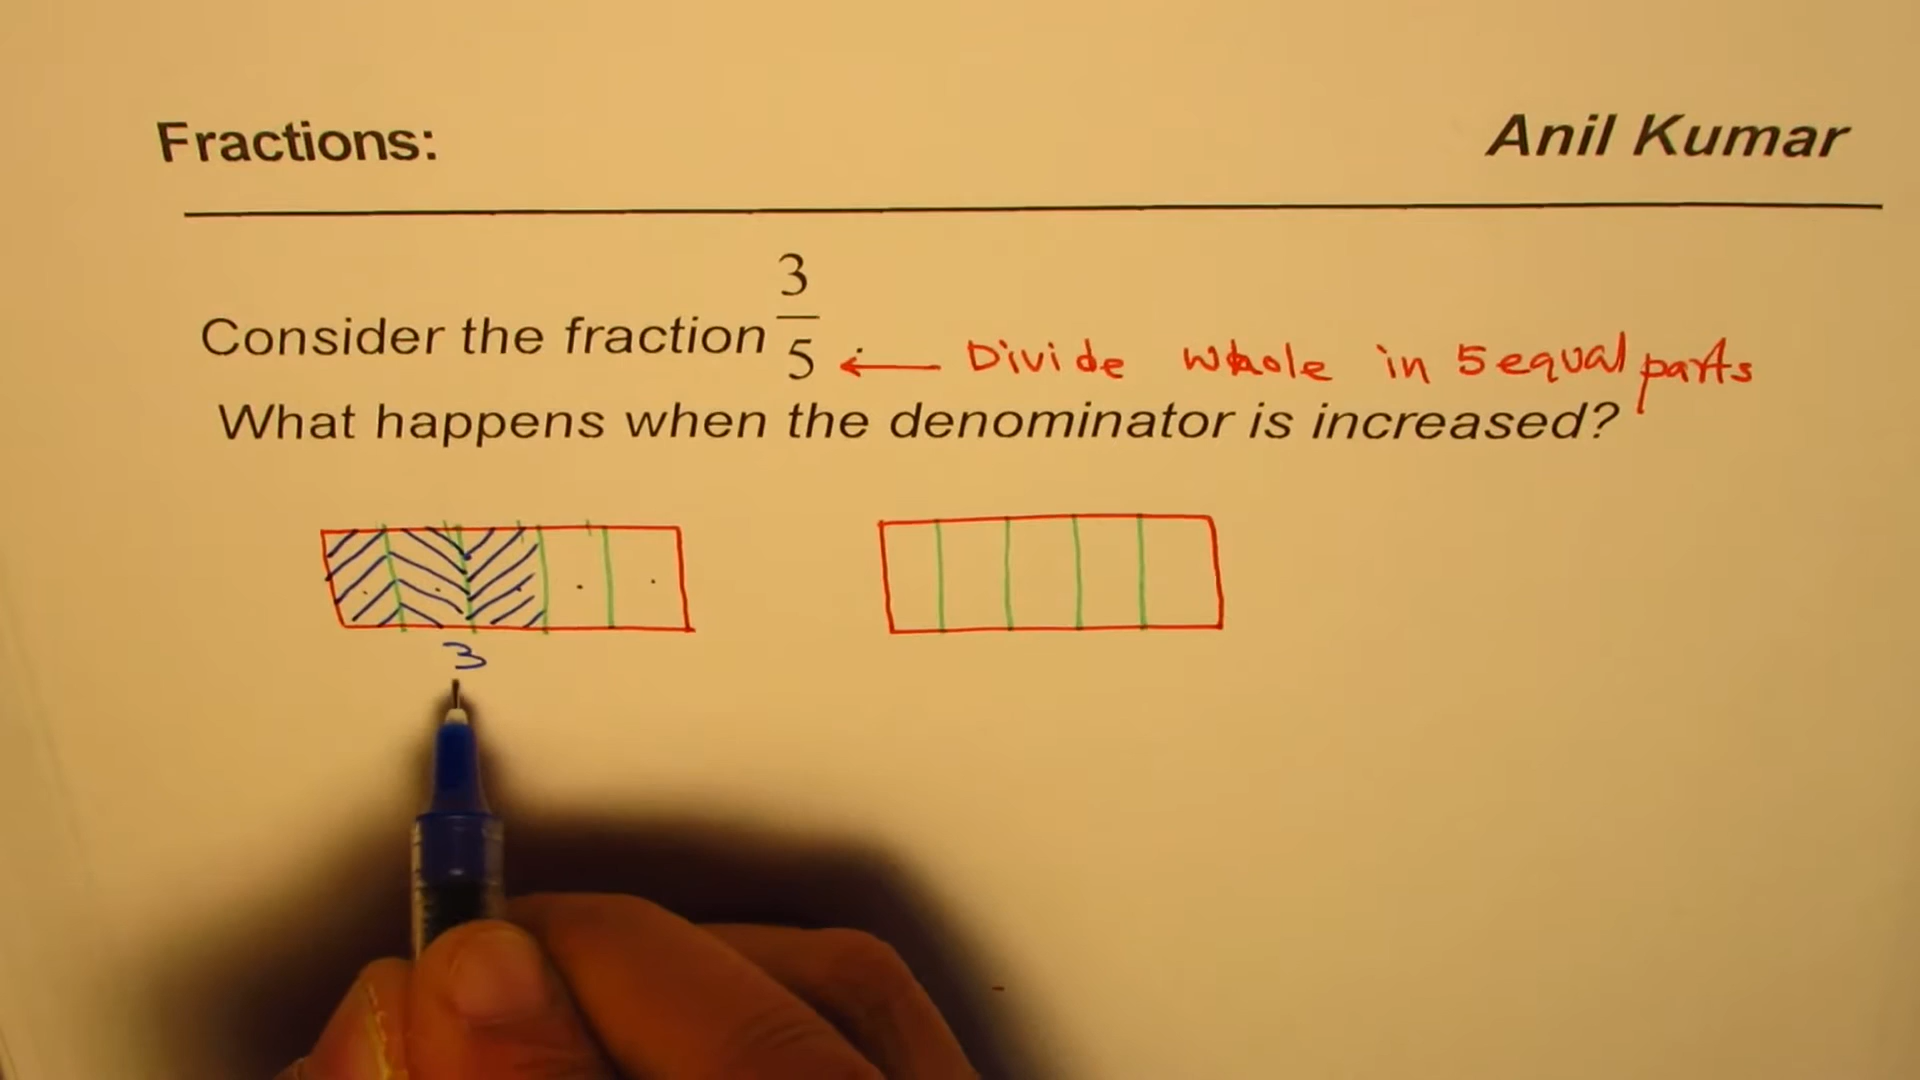 Fractions: Anil Kumar
Consider the fraction 3/5 ← Divide whole in 5 equal parts
What happens when the denominator is increased?
3